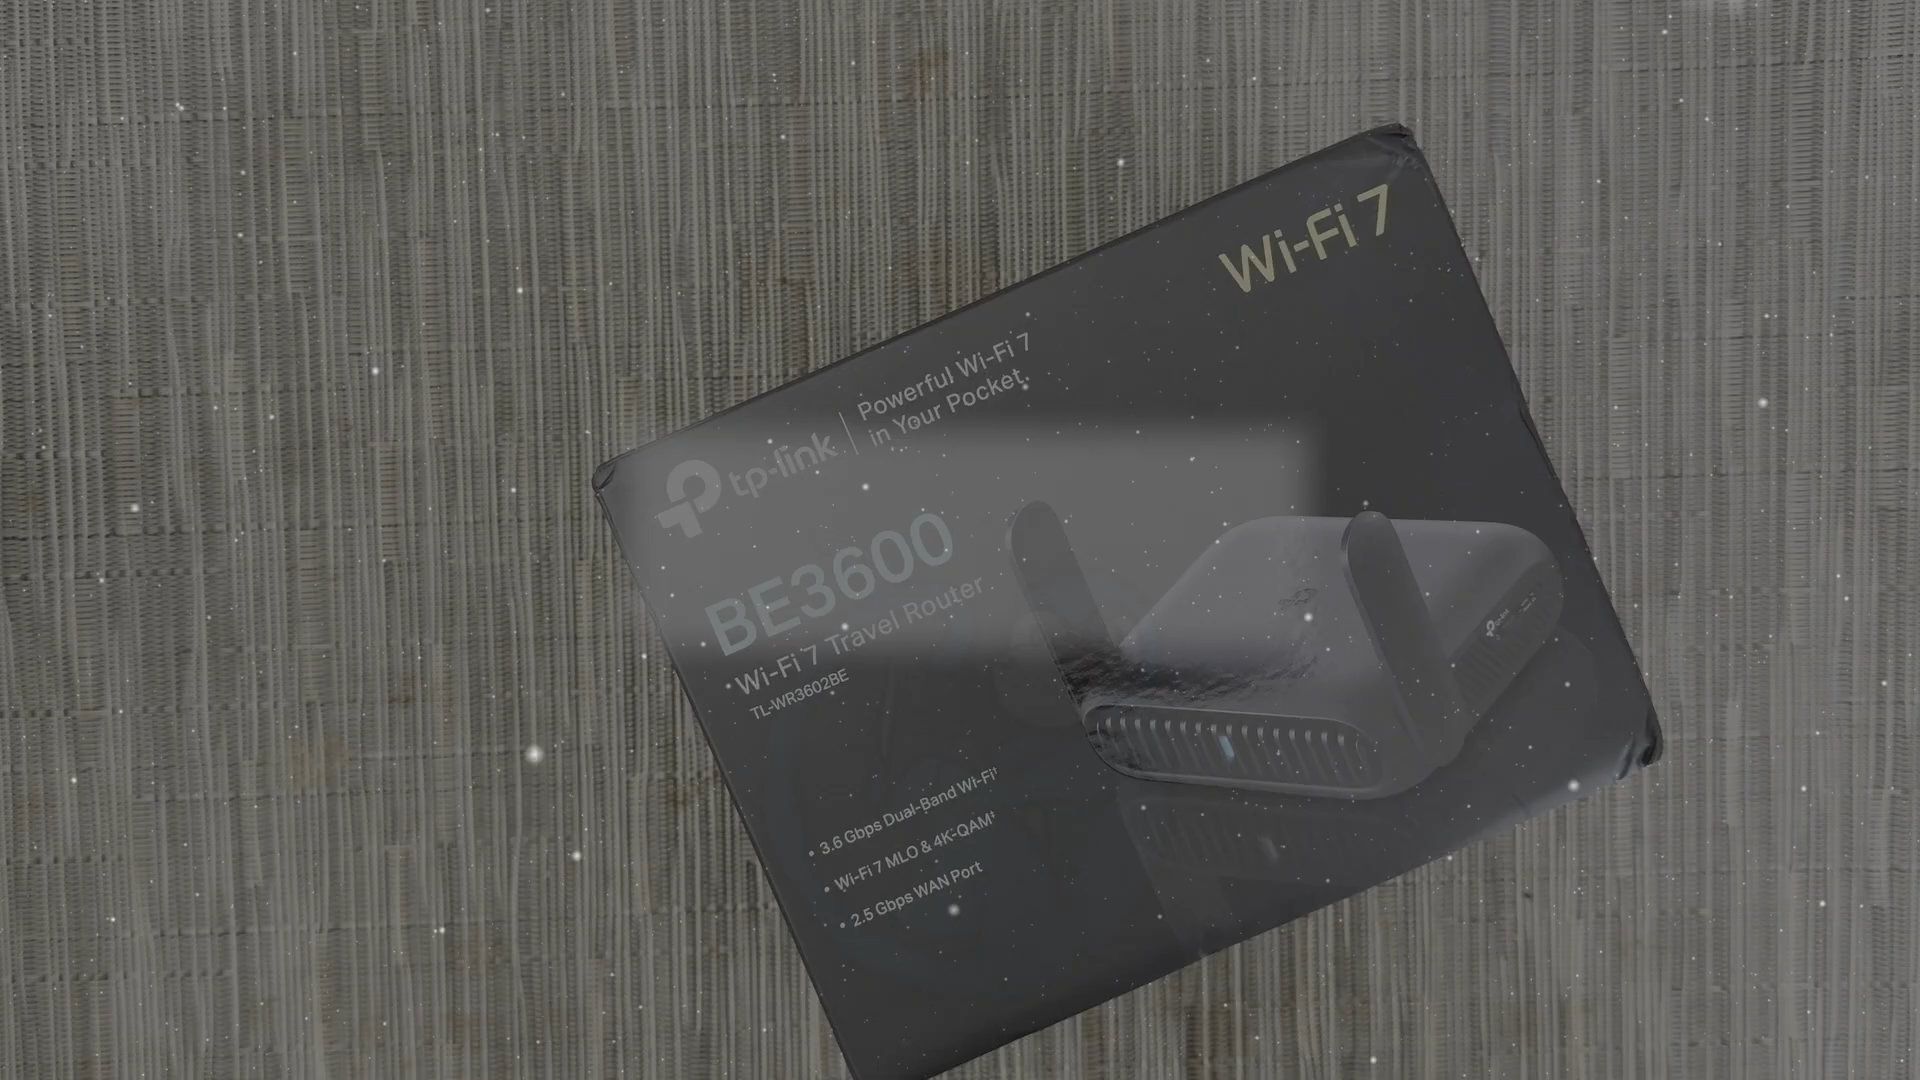 Wi-Fi 7
tp-link
Powerful Wi-Fi 7
in Your Pocket
BE3600
Wi-Fi 7 Travel Router
TL-WR3602BE
• 3.6 Gbps Dual-Band Wi-Fi†
• Wi-Fi 7 MLO & 4K-QAM‡
• 2.5 Gbps WAN Port
tp-link